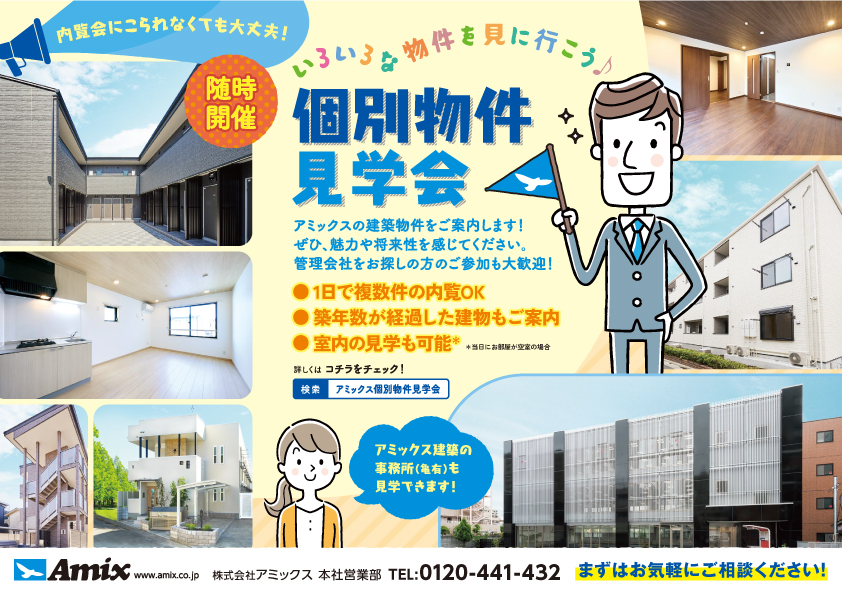 内覧会にこられなくても大丈夫！
随時
開催
いろいろな物件を見に行こう♪
個別物件
見学会
アミックスの建築物件をご案内します！
ぜひ、魅力や将来性を感じてください。
管理会社をお探しの方のご参加も大歓迎！
●1日で複数件の内覧OK
●築年数が経過した建物もご案内
●室内の見学も可能* *当日にお部屋が空室の場合
詳しくは コチラをチェック！
検索 アミックス個別物件見学会
アミックス建築の
事務所(亀有)も
見学できます！
Amix www.amix.co.jp 株式会社アミックス 本社営業部 TEL:0120-441-432 まずはお気軽にご相談ください！